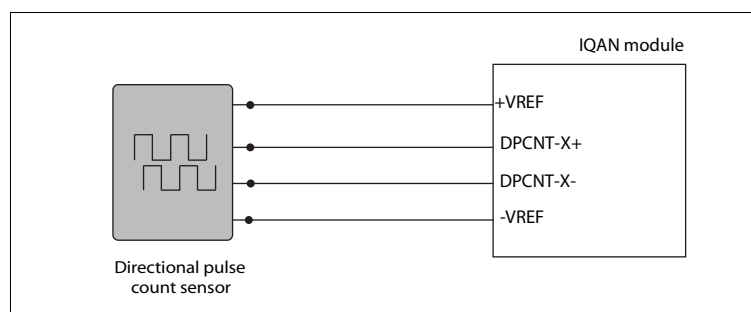 IQAN module
+VREF
DPCNT-X+
DPCNT-X-
-VREF
Directional pulse
count sensor